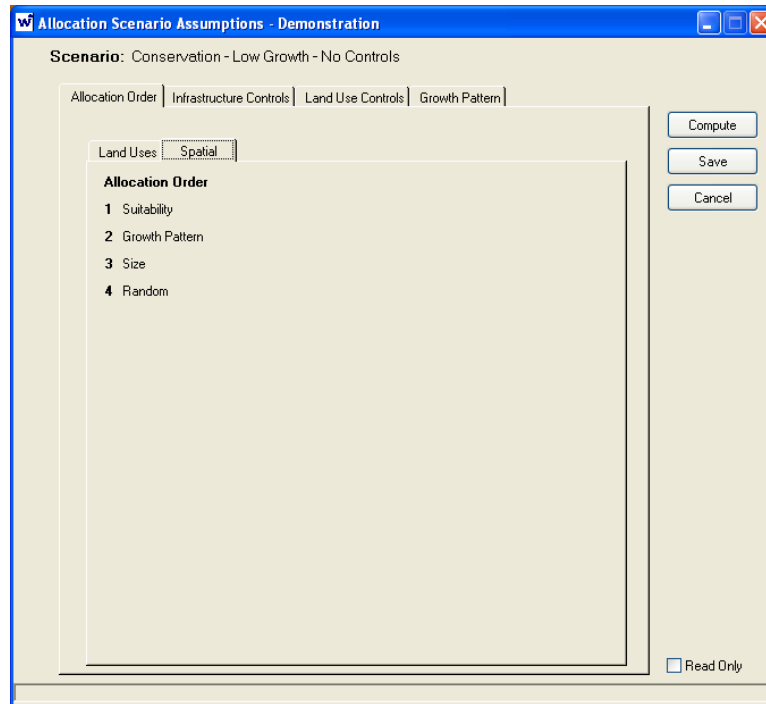 Allocation Scenario Assumptions - Demonstration
Scenario: Conservation - Low Growth - No Controls
Allocation Order Infrastructure Controls Land Use Controls Growth Pattern
Compute
Land Uses Spatial
Save
Allocation Order
Cancel
1 Suitability
2 Growth Pattern
3 Size
4 Random
Read Only